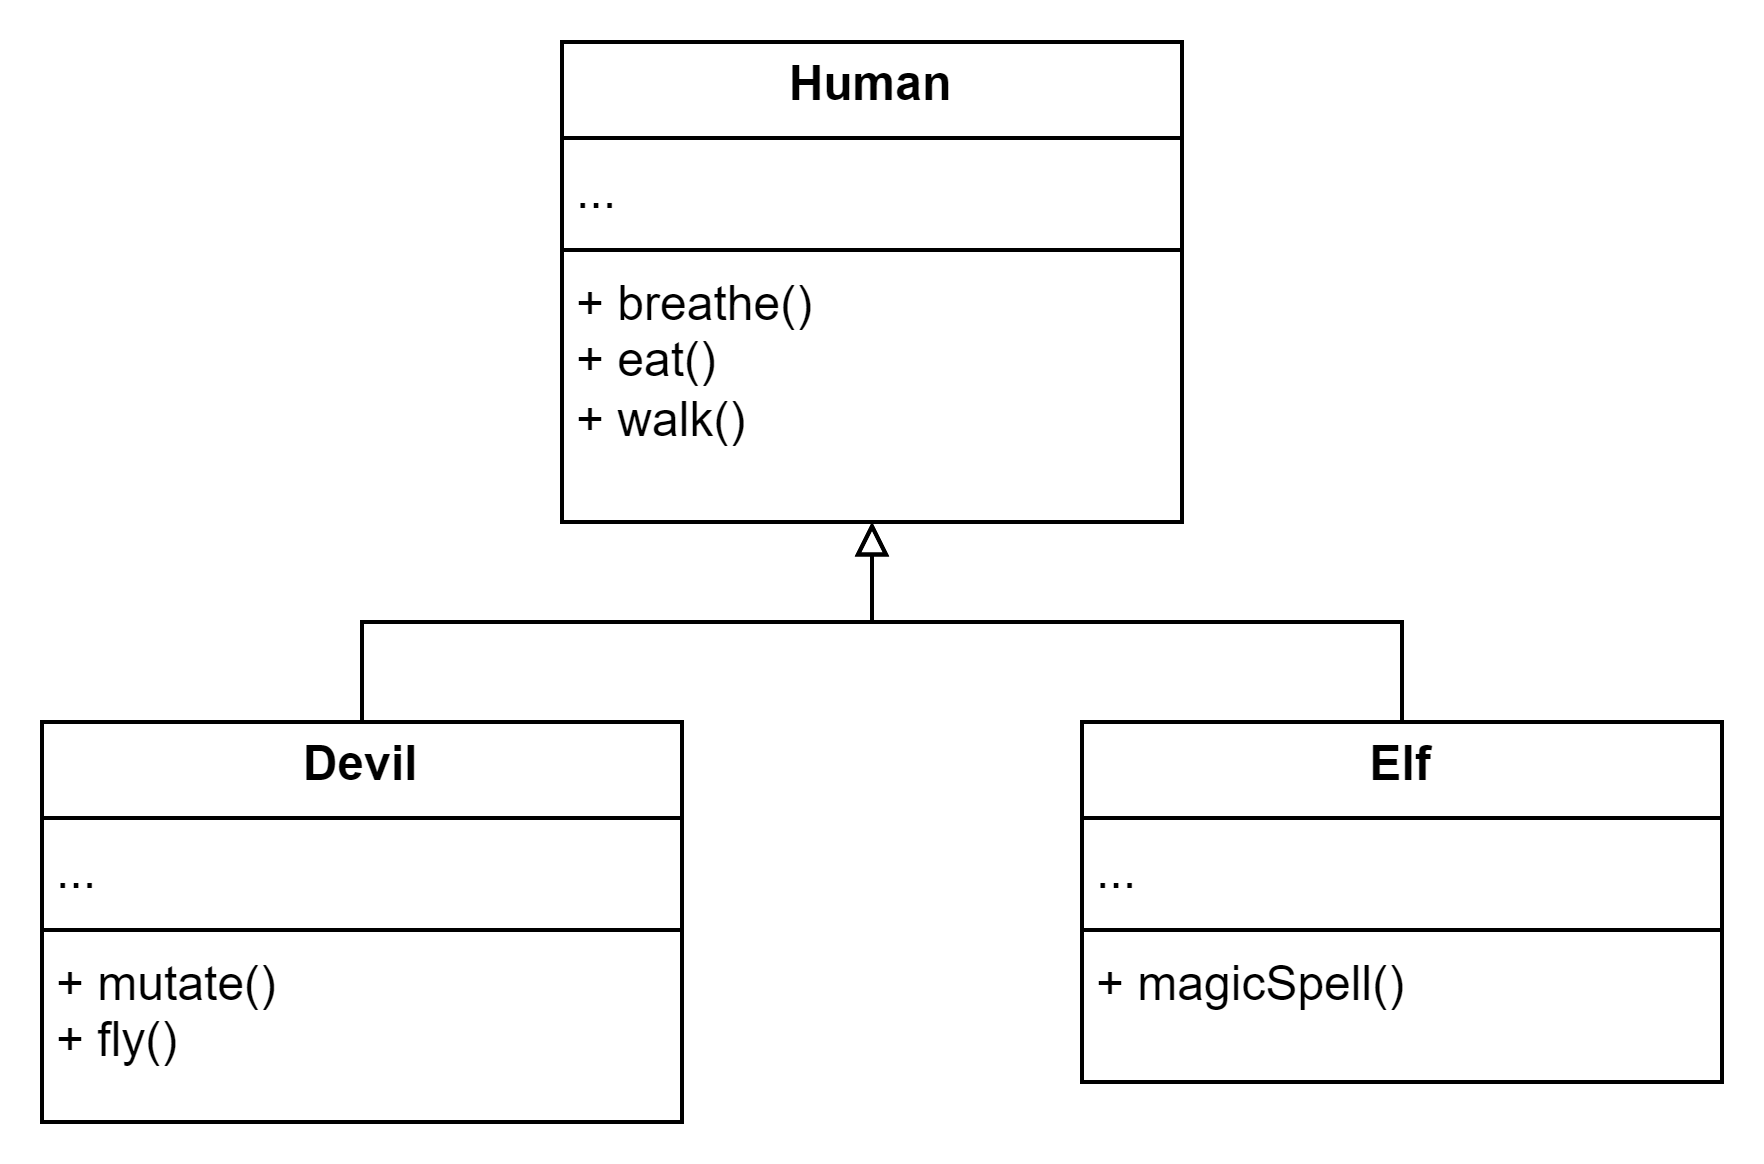 Human
...
+ breathe()
+ eat()
+ walk()
Devil
...
+ mutate()
+ fly()
Elf
...
+ magicSpell()